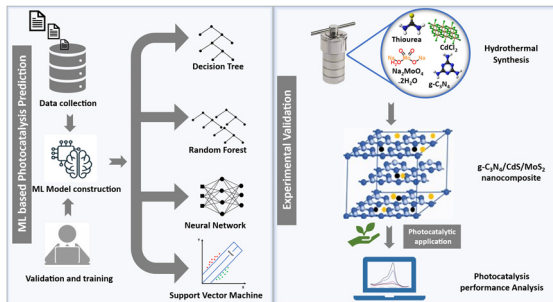 ML based Photocatalysis Prediction
Data collection
ML Model construction
Validation and training
Decision Tree
Random Forest
Neural Network
Support Vector Machine
Experimental Validation
Thiourea
CdCl₂
Na₂MoO₄
.2H₂O
g-C₃N₄
Hydrothermal
Synthesis
g-C₃N₄/CdS/MoS₂
nanocomposite
Photocatalytic
application
Photocatalysis
performance Analysis